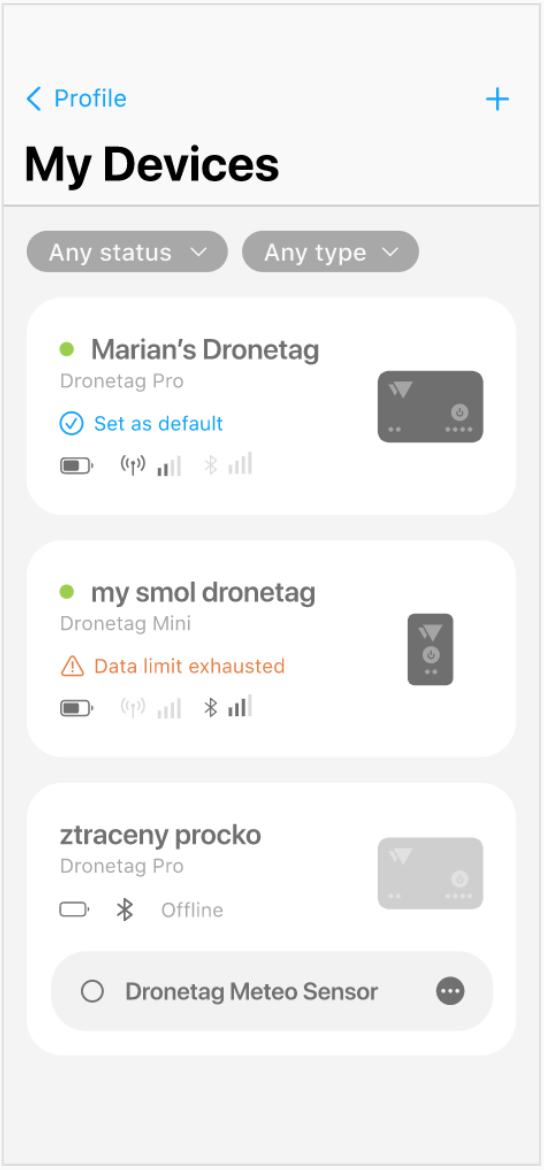 Profile
My Devices
Any status
Any type
Marian's Dronetag
Dronetag Pro
Set as default
my smol dronetag
Dronetag Mini
Data limit exhausted
ztraceny procko
Dronetag Pro
Offline
Dronetag Meteo Sensor